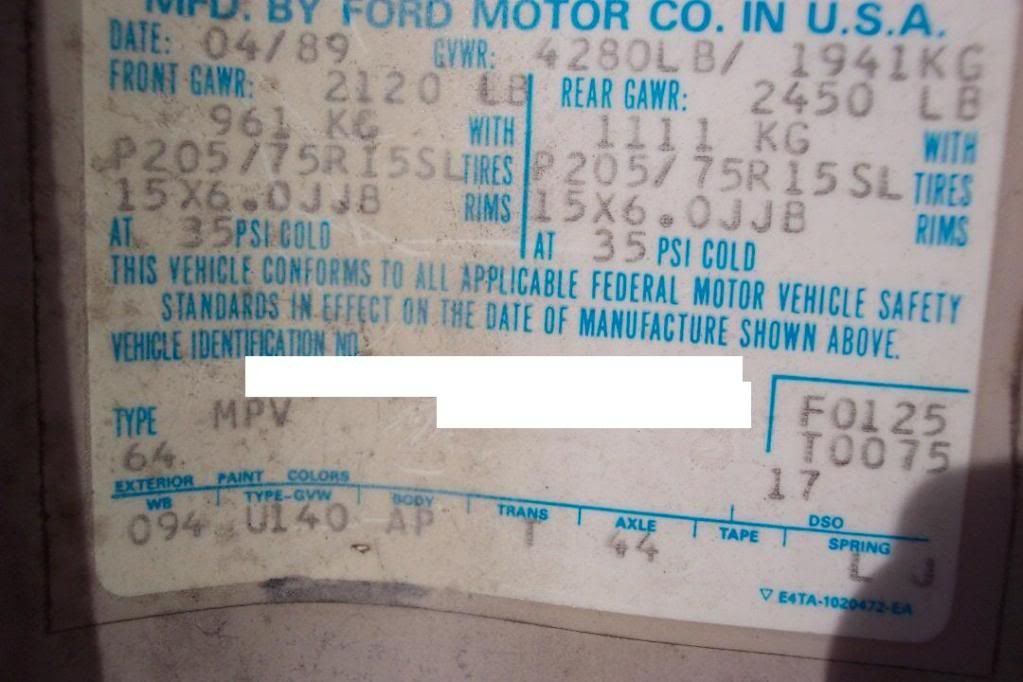 MFD. BY FORD MOTOR CO. IN U.S.A.
DATE: 04/89 GVWR: 4280LB/ 1941KG
FRONT GAWR: 2120 LB REAR GAWR: 2450 LB
961 KG WITH 1111 KG WITH
P205/75R15SL TIRES P205/75R15SL TIRES
15X6.0JJB RIMS 15X6.0JJB RIMS
AT 35 PSI COLD AT 35 PSI COLD
THIS VEHICLE CONFORMS TO ALL APPLICABLE FEDERAL MOTOR VEHICLE SAFETY
STANDARDS IN EFFECT ON THE DATE OF MANUFACTURE SHOWN ABOVE.
VEHICLE IDENTIFICATION NO.
TYPE MPV F0125
T0075
64 17
EXTERIOR PAINT COLORS DSO
WB TYPE-GVW BODY TRANS AXLE TAPE SPRING
094 U140 AP T 44 L
▽ E4TA-1020472-EA